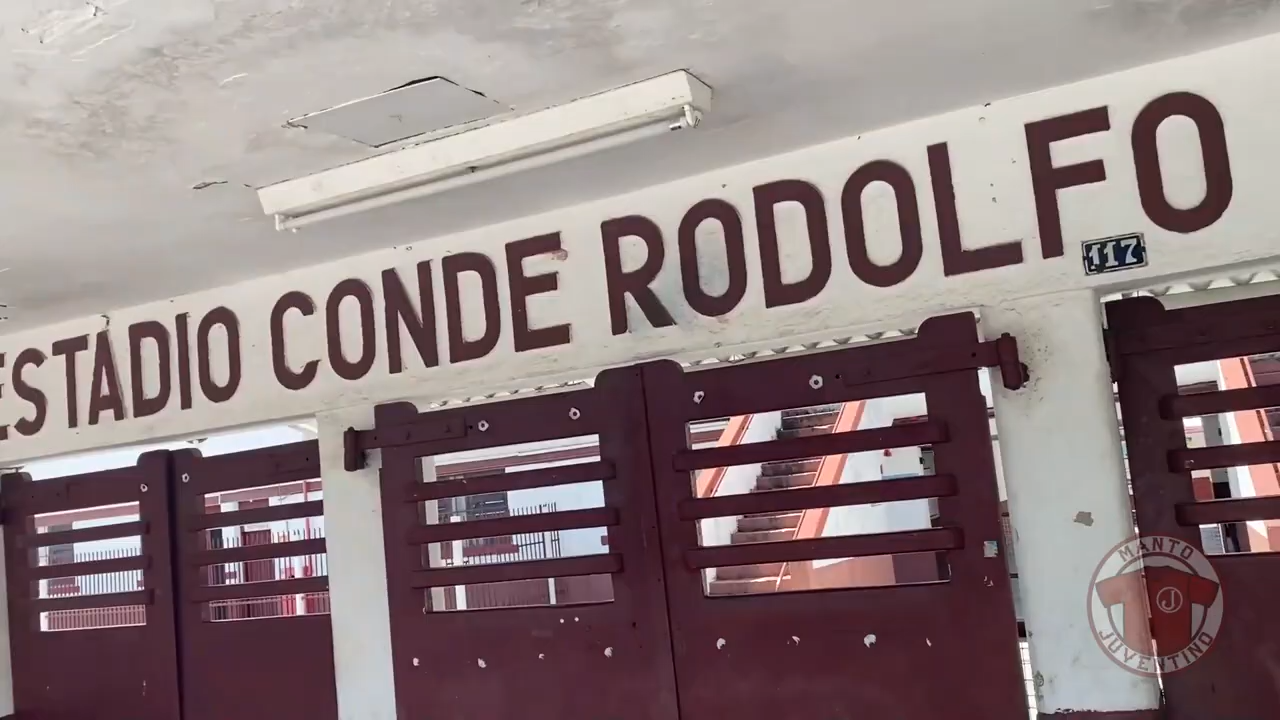 ESTADIO CONDE RODOLFO
117
MANTO
J
JUVENTINO